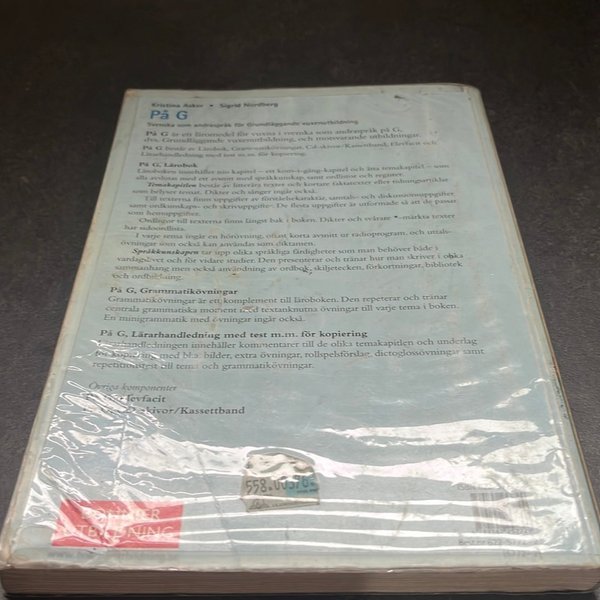 Kristina Asker • Sigrid Nordberg
På G
Svenska som andraspråk för Grundläggande vuxenutbildning
På G är ett läromedel för vuxna i svenska som andraspråk på G,
dvs. Grundläggande vuxenutbildning, och motsvarande utbildningar.
På G består av Lärobok, Grammatikövningar, Cd-skivor/Kassettband, Elevfacit och
Lärarhandledning med test m.m. för kopiering.
På G, Lärobok
Läroboken innehåller nio kapitel – ett kom-i-gång-kapitel och åtta temakapitel – som
alla avslutas med ett avsnitt med språkkunskap, samt ordlistor och register.
Temakapitlen består av litterära texter och kortare faktatexter eller tidningsartiklar
som belyser temat. Dikter och sånger ingår också.
Till texterna finns uppgifter av förståelsekaraktär, samtals- och diskussionsuppgifter
samt ordkunskaps- och skrivuppgifter. De flesta uppgifter är utformade så att de passar
som hemuppgifter.
Ordlistor till texterna finns längst bak i boken. Dikter och svårare *-märkta texter
har sidoordlista.
I varje tema ingår en hörövning, oftast korta avsnitt ur radioprogram, och uttals-
övningar som också kan användas som diktamen.
Språkkunskapen tar upp olika språkliga färdigheter som man behöver både i
vardagslivet och för vidare studier. Den presenterar och tränar hur man skriver i olika
sammanhang men också användning av ordbok, skiljetecken, förkortningar, bibliotek
och ordbildning.
På G, Grammatikövningar
Grammatikövningar är ett komplement till läroboken. Den repeterar och tränar
centrala grammatiska moment med textanknutna övningar till varje tema i boken.
En minigrammatik med övningar ingår också.
På G, Lärarhandledning med test m.m. för kopiering
Lärarhandledningen innehåller kommentarer till de olika temakapitlen och underlag
för kopiering med bl.a. bilder, extra övningar, rollspelsförslag, dictoglossövningar samt
repetitionstest till tema och grammatikövningar.
Övriga komponenter
/Kassettband
558.00
BONNIER
UTBILDNING